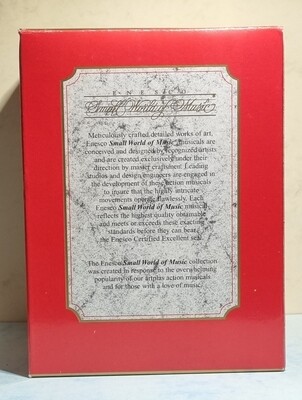 ENESCO
Small World of Music
Meticulously crafted detailed works of art,
Enesco Small World of Music musicals are
conceived and designed by recognized artists
and are created exclusively under their
direction by master craftsmen! Leading
studios and design engineers are engaged in
the development of these action musicals
to insure that the highly intricate
movements operate flawlessly. Each
Enesco Small World of Music musical
reflects the highest quality obtainable
and meets or exceeds these exacting
standards before they can bear
the Enesco Certified Excellent seal.
The Enesco Small World of Music collection
was created in response to the overwhelming
popularity of our artplas action musicals
and for those with a love of music.